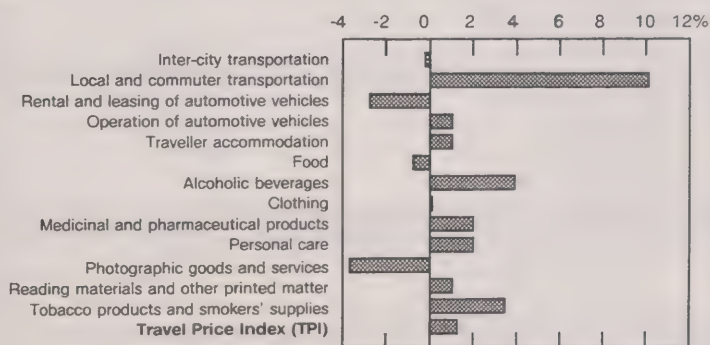 -4 -2 0 2 4 6 8 10 12%
Inter-city transportation
Local and commuter transportation
Rental and leasing of automotive vehicles
Operation of automotive vehicles
Traveller accommodation
Food
Alcoholic beverages
Clothing
Medicinal and pharmaceutical products
Personal care
Photographic goods and services
Reading materials and other printed matter
Tobacco products and smokers' supplies
Travel Price Index (TPI)